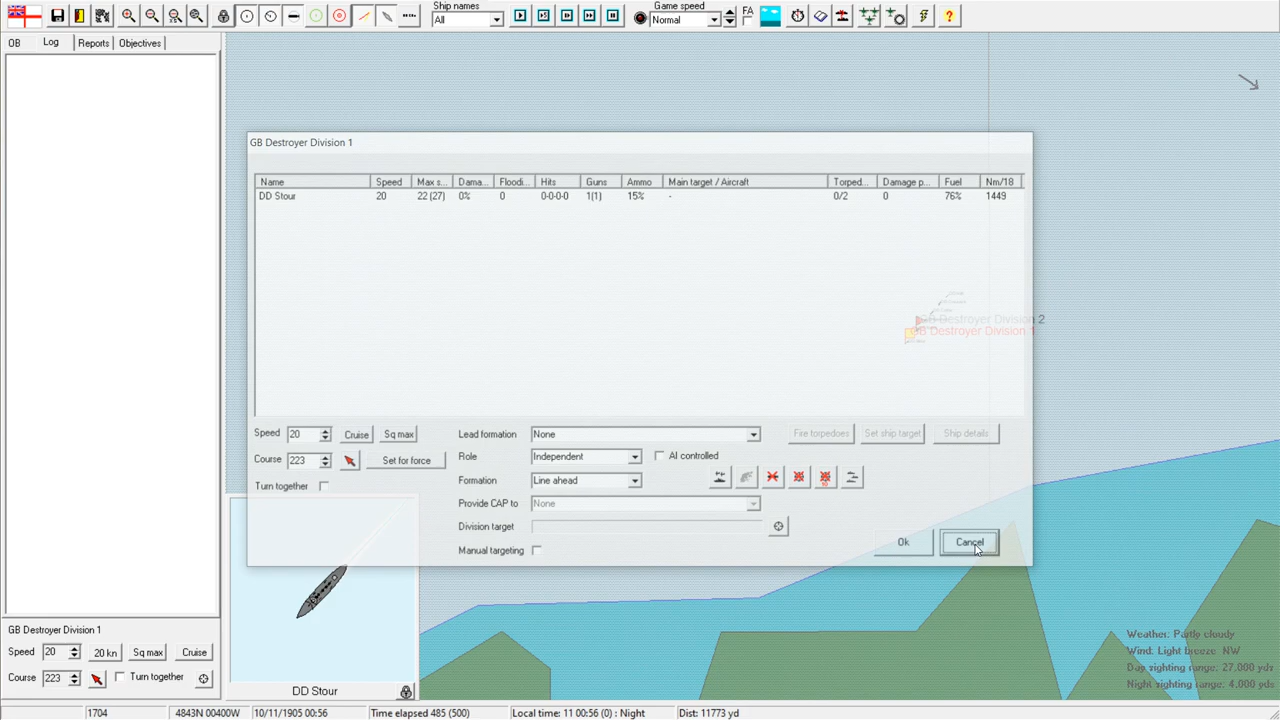 Ship names
Game speed
All
Normal
FA
OB
Log
Reports
Objectives
GB Destroyer Division 1
Name
Speed
Max s...
Dama...
Floodi...
Hits
Guns
Ammo
Main target / Aircraft
Torped...
Damage p...
Fuel
Nm/18
DD Stour
20
22 (27)
0%
0
0-0-0-0
1(1)
15%
-
0/2
0
76%
1449
GB Destroyer Division 2
GB Destroyer Division 1
Speed
20
Cruise
Sq max
Lead formation
None
Fire torpedoes
Set ship target
Ship details
Course
223
Set for force
Role
Independent
AI controlled
Turn together
Formation
Line ahead
Provide CAP to
None
Division target
Manual targeting
Ok
Cancel
GB Destroyer Division 1
Speed
20
20 kn
Sq max
Cruise
Course
223
Turn together
DD Stour
Weather: Partly cloudy
Wind: Light breeze NW
Day sighting range: 27,000 yds
Night sighting range: 4,000 yds
1704
4843N 00400W
10/11/1905 00:56
Time elapsed 485 (500)
Local time: 11 00:56 (0) : Night
Dist: 11773 yd